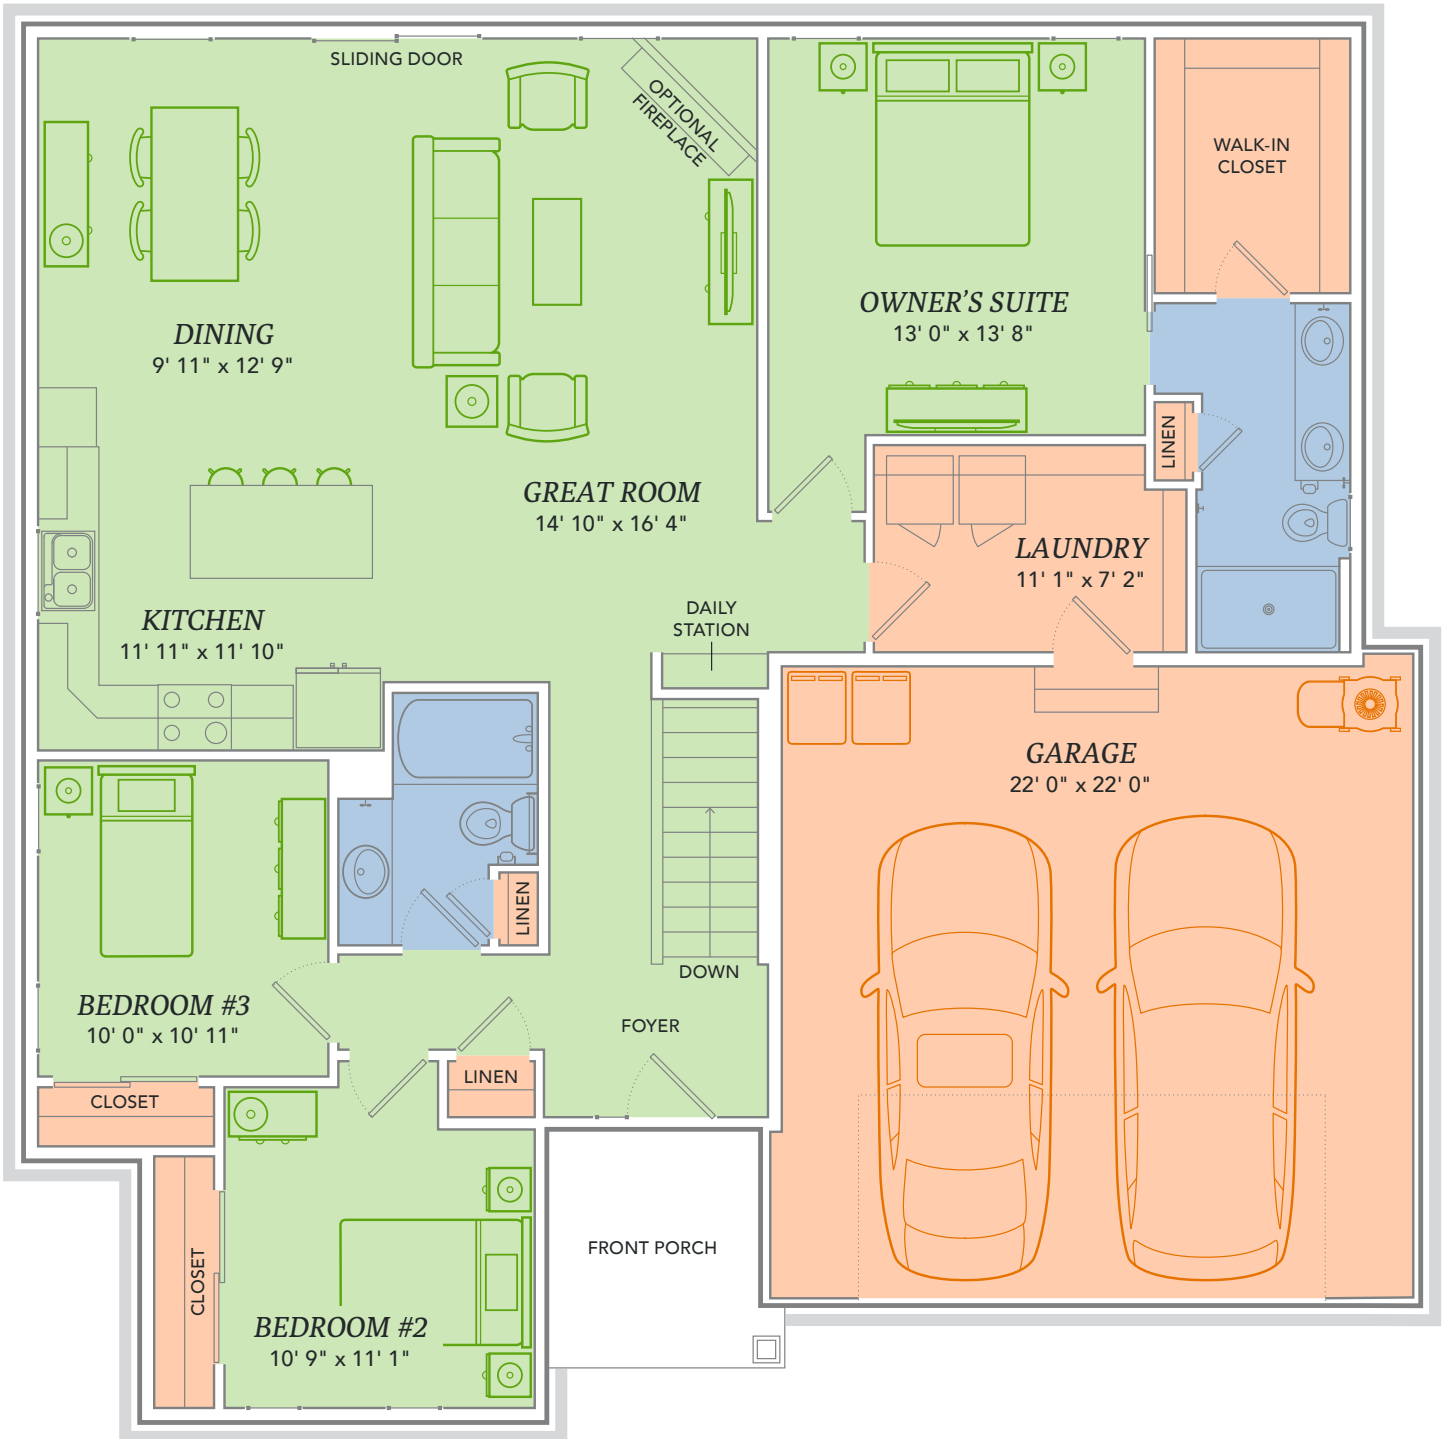 SLIDING DOOR
OPTIONAL
FIREPLACE
WALK-IN
CLOSET
DINING
9' 11" x 12' 9"
OWNER’S SUITE
13' 0" x 13' 8"
LINEN
GREAT ROOM
14' 10" x 16' 4"
LAUNDRY
11' 1" x 7' 2"
KITCHEN
11' 11" x 11' 10"
DAILY
STATION
GARAGE
22' 0" x 22' 0"
LINEN
DOWN
BEDROOM #3
10' 0" x 10' 11"
FOYER
LINEN
CLOSET
CLOSET
FRONT PORCH
BEDROOM #2
10' 9" x 11' 1"